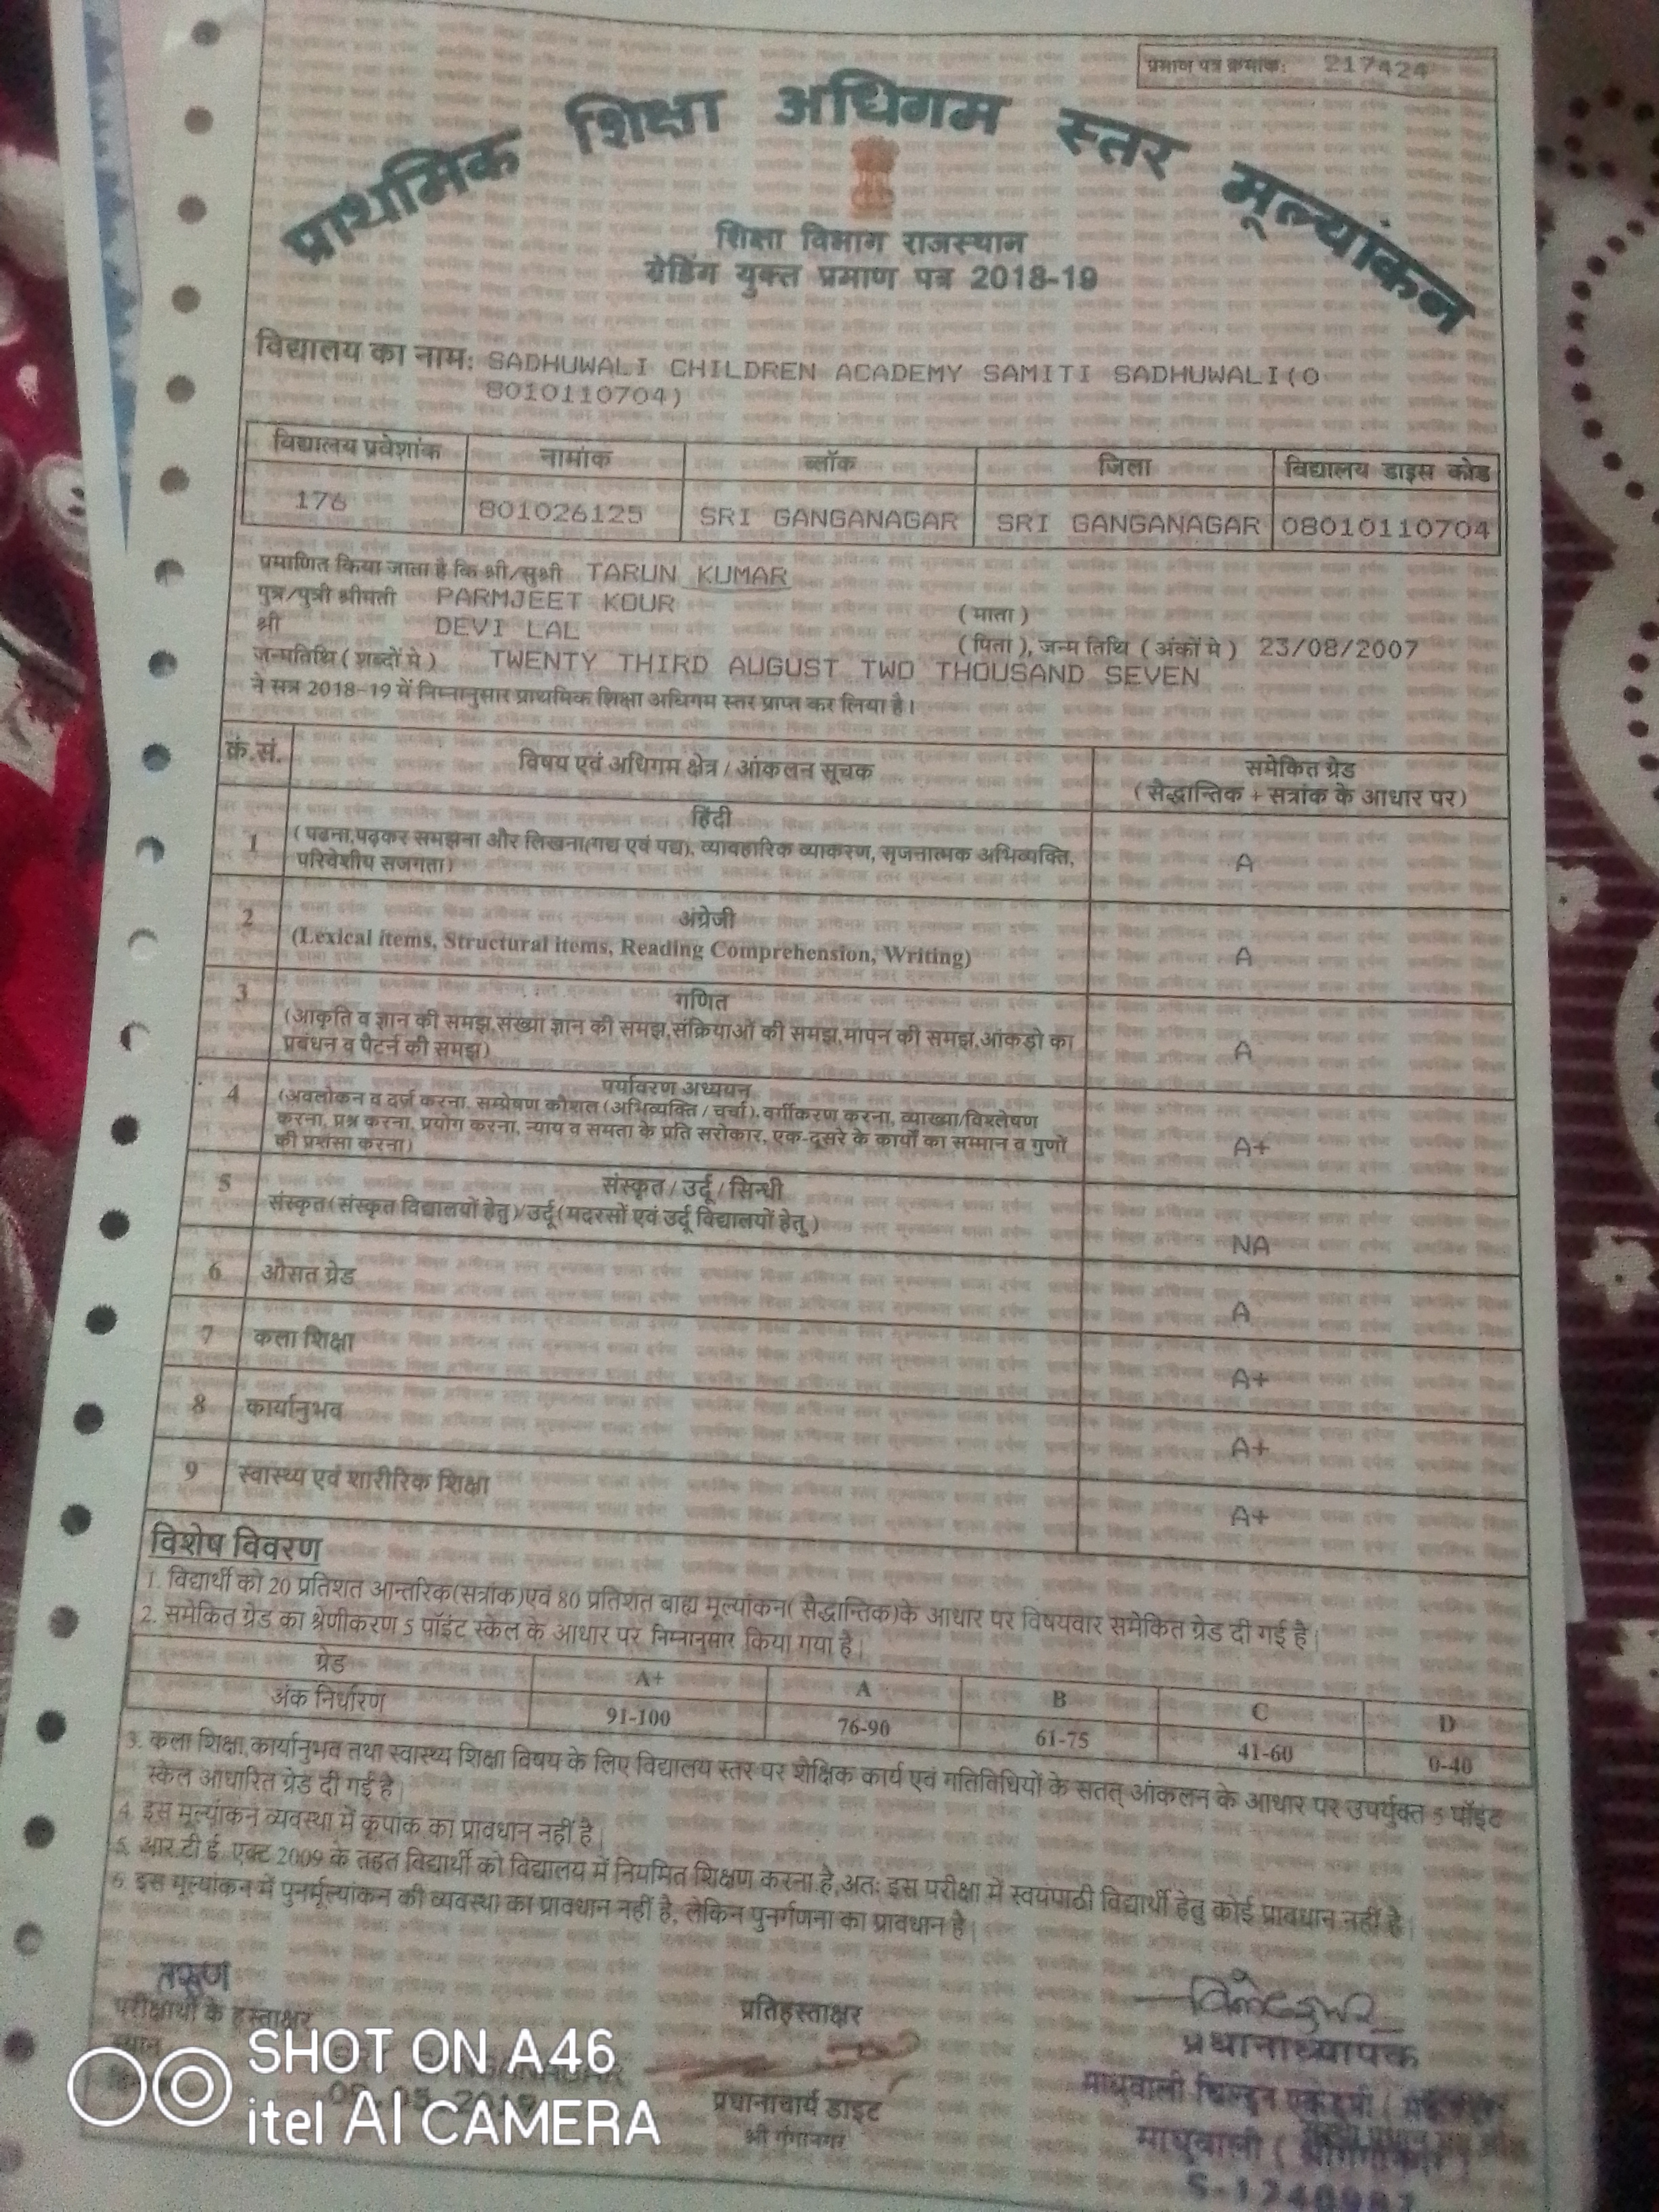 प्रमाण पत्र क्रमांक: 217424
प्राथमिक शिक्षा अधिगम स्तर मूल्यांकन
शिक्षा विभाग राजस्थान
ग्रेडिंग युक्त प्रमाण पत्र 2018-19
विद्यालय का नाम: SADHUWALI CHILDREN ACADEMY SAMITI SADHUWALI(0
8010110704)
विद्यालय प्रवेशांक नामांक ब्लॉक जिला विद्यालय डाइस कोड
176 801026125 SRI GANGANAGAR SRI GANGANAGAR 08010110704
प्रमाणित किया जाता है कि श्री/सुश्री TARUN KUMAR
पुत्र/पुत्री श्रीमती PARMJEET KOUR (माता)
श्री DEVI LAL (पिता), जन्म तिथि (अंकों मे) 23/08/2007
जन्मतिथि (शब्दों मे) TWENTY THIRD AUGUST TWO THOUSAND SEVEN
ने सत्र 2018-19 में निम्नानुसार प्राथमिक शिक्षा अधिगम स्तर प्राप्त कर लिया है।
क्रं.सं. विषय एवं अधिगम क्षेत्र / आंकलन सूचक समेकित ग्रेड
(सैद्धान्तिक + सत्रांक के आधार पर)
हिंदी
1 (पढना,पढ़कर समझना और लिखना(गद्य एवं पद्य), व्यावहारिक व्याकरण, सृजनात्मक अभिव्यक्ति,
परिवेशीय सजगता) A
2 अंग्रेजी
(Lexical items, Structural items, Reading Comprehension, Writing) A
3 गणित
(आकृति व ज्ञान की समझ,संख्या ज्ञान की समझ,संक्रियाओं की समझ,मापन की समझ,आंकड़ो का
प्रबंधन व पैटर्न की समझ) A
4 पर्यावरण अध्ययन
(अवलोकन व दर्ज करना, सम्प्रेषण कौशल (अभिव्यक्ति / चर्चा), वर्गीकरण करना, व्याख्या/विश्लेषण
करना, प्रश्न करना, प्रयोग करना, न्याय व समता के प्रति सरोकार, एक-दूसरे के कार्यों का सम्मान व गुणों
की प्रशंसा करना) A+
5 संस्कृत / उर्दू / सिन्धी
संस्कृत (संस्कृत विद्यालयों हेतु)/उर्दू (मदरसों एवं उर्दू विद्यालयों हेतु) NA
6 औसत ग्रेड A
7 कला शिक्षा A+
8 कार्यानुभव A+
9 स्वास्थ्य एवं शारीरिक शिक्षा A+
विशेष विवरण
1. विद्यार्थी को 20 प्रतिशत आन्तरिक(सत्रांक)एवं 80 प्रतिशत बाह्य मूल्यांकन( सैद्धान्तिक)के आधार पर विषयवार समेकित ग्रेड दी गई है|
2. समेकित ग्रेड का श्रेणीकरण 5 पॉइंट स्केल के आधार पर निम्नानुसार किया गया है|
ग्रेड A+ A B C D
अंक निर्धारण 91-100 76-90 61-75 41-60 0-40
3. कला शिक्षा,कार्यानुभव तथा स्वास्थ्य शिक्षा विषय के लिए विद्यालय स्तर पर शैक्षिक कार्य एवं गतिविधियों के सतत् आंकलन के आधार पर उपर्युक्त 5 पॉइंट
स्केल आधारित ग्रेड दी गई है|
4. इस मूल्यांकन व्यवस्था में कृपांक का प्रावधान नहीं है|
5. आर.टी.ई. एक्ट 2009 के तहत विद्यार्थी को विद्यालय में नियमित शिक्षण करना है,अत: इस परीक्षा में स्वयंपाठी विद्यार्थी हेतु कोई प्रावधान नहीं है|
6. इस मूल्यांकन में पुनर्मूल्यांकन की व्यवस्था का प्रावधान नहीं है, लेकिन पुनर्गणना का प्रावधान है|
तरूण
परीक्षार्थी के हस्ताक्षर प्रतिहस्ताक्षर
प्रधानाध्यापक
स्थान
प्रधानाचार्य डाइट
श्री गंगानगर
SHOT ON A46
itel AI CAMERA